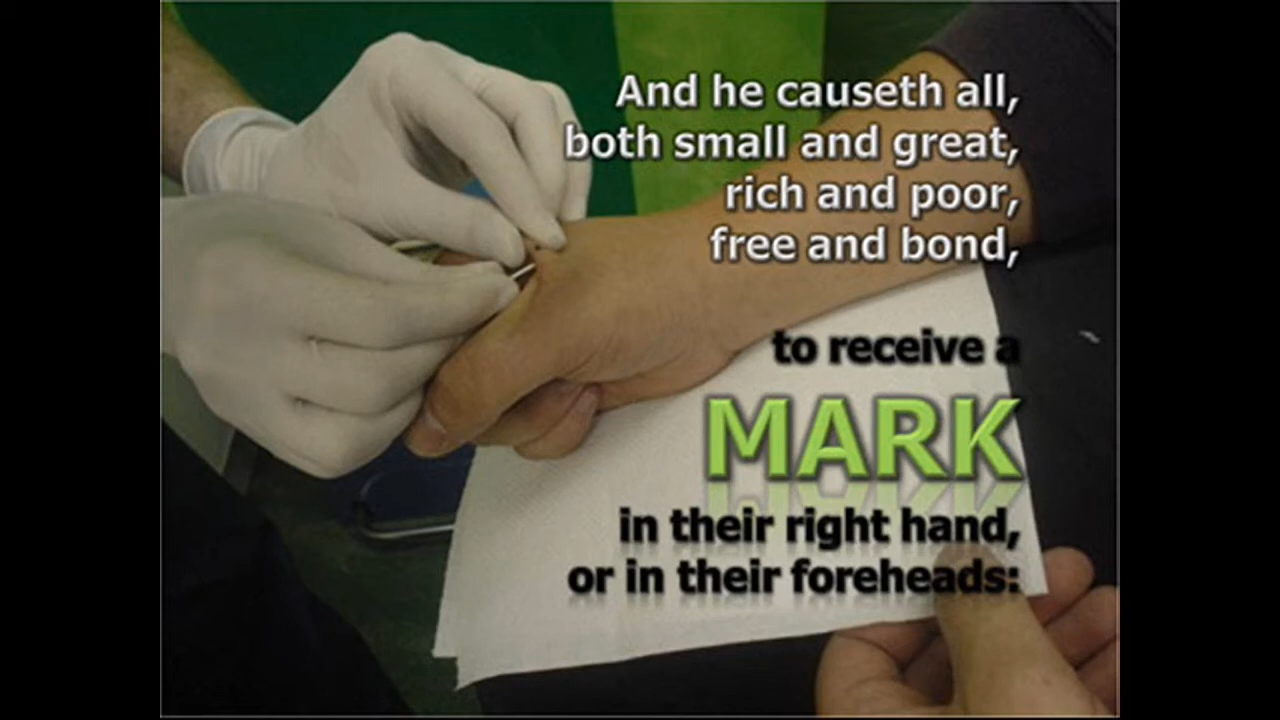 And he causeth all,
both small and great,
rich and poor,
free and bond,
to receive a
MARK
in their right hand,
or in their foreheads: